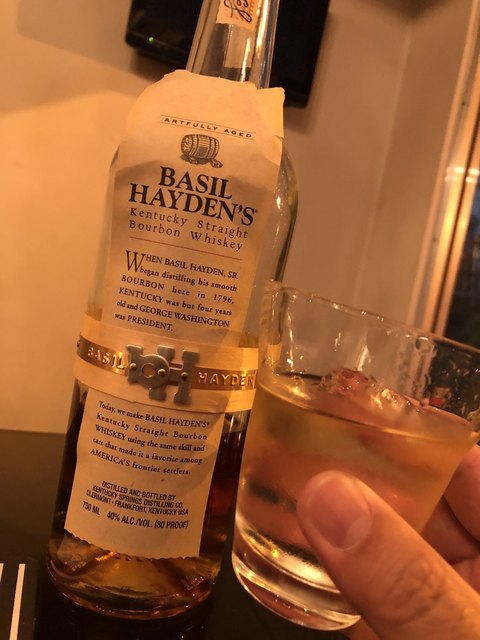 ARTFULLY AGED
BASIL
HAYDEN'S®
Kentucky Straight
Bourbon Whiskey
WHEN BASIL HAYDEN, SR.
began distilling his smooth
BOURBON here in 1796,
KENTUCKY was but four years
old and GEORGE WASHINGTON
was PRESIDENT.
BASIL BH HAYDEN
Today, we make BASIL HAYDEN'S®
Kentucky Straight Bourbon
WHISKEY using the same skill and
care that made it a favorite among
AMERICA'S frontier settlers.
DISTILLED AND BOTTLED BY
KENTUCKY SPRINGS DISTILLING CO.
CLERMONT · FRANKFORT, KENTUCKY USA
750 ML 40% ALC./VOL. (80 PROOF)